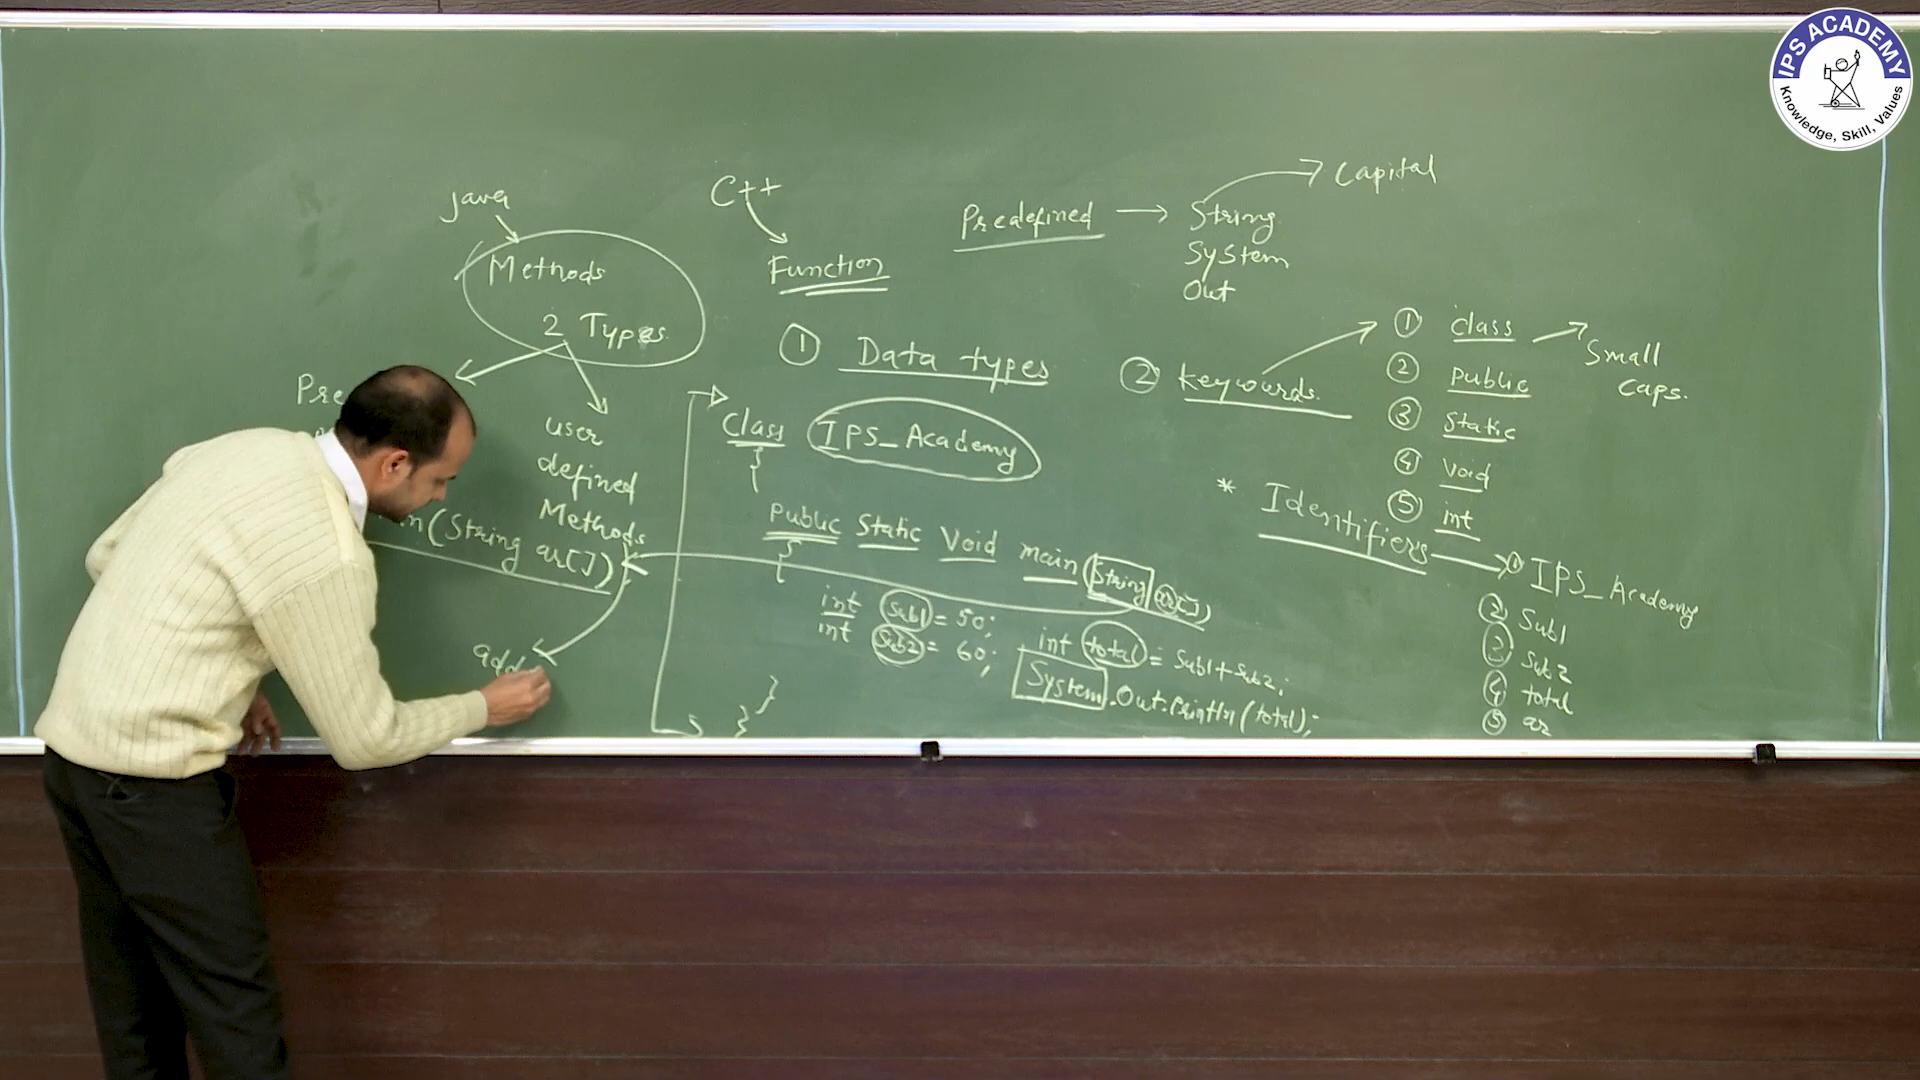 IPS ACADEMY
Knowledge, Skill, Values
Java
Methods
2 Types
Pre
user
defined
Methods
(String ar[])
add
C++
Function
Predefined → String
System
Out
Capital
① Data types
② Keywords
① class
② Public
③ Static
④ Void
⑤ int
Small
Caps.
Class IPS_Academy
{
Public Static Void main (String ar[])
{
int Sub1 = 50;
int Sub2 = 60;
int total = Sub1+Sub2;
System.Out.Println(total);
}
}
* Identifiers
① IPS_Academy
② Sub1
③ Sub2
④ total
⑤ ar